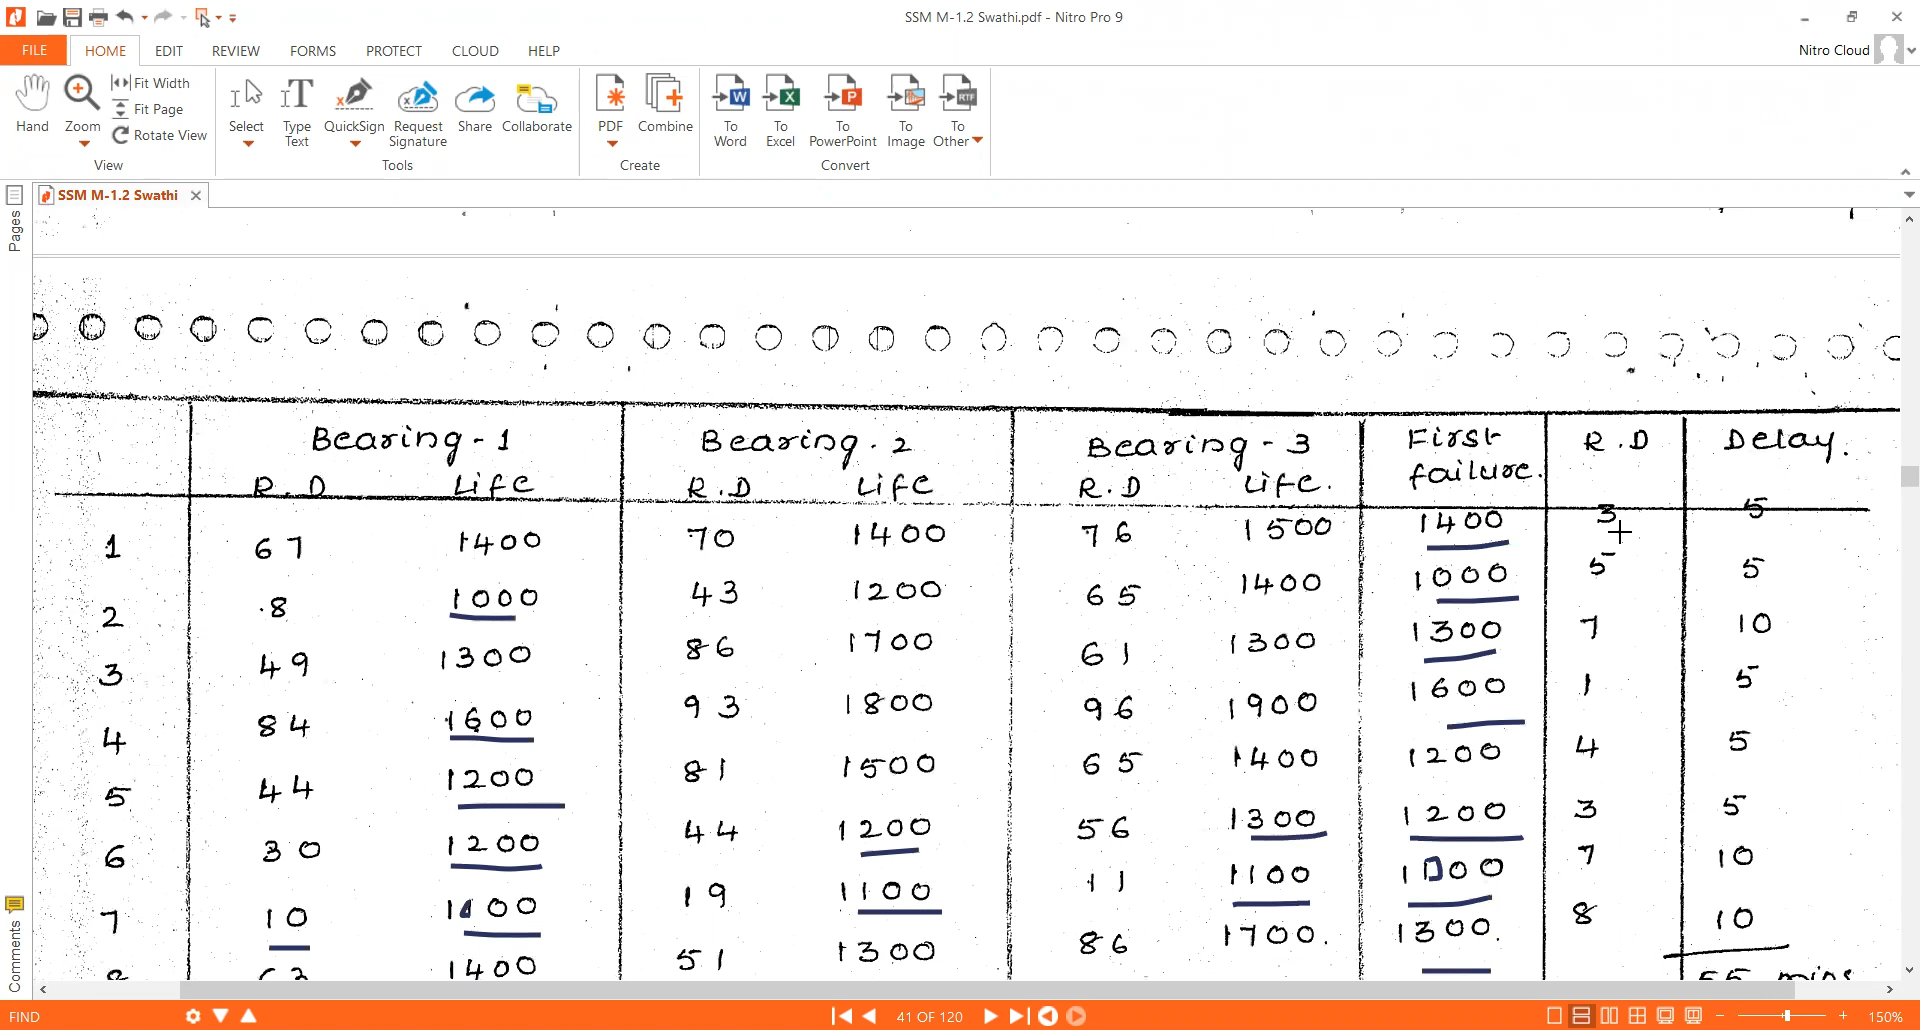 SSM M-1.2 Swathi.pdf - Nitro Pro 9
FILE HOME EDIT REVIEW FORMS PROTECT CLOUD HELP Nitro Cloud
Hand Zoom Fit Width Fit Page Rotate View
View
Select Type Text QuickSign Request Signature Share Collaborate
Tools
PDF Combine
Create
To Word To Excel To PowerPoint To Image To Other
Convert
SSM M-1.2 Swathi
Pages
Bearing-1 Bearing.2 Bearing-3 First failure. R.D Delay.
R.D Life R.D Life R.D Life.
1 67 1400 70 1400 76 1500 1400 3 5
2 .8 1000 43 1200 65 1400 1000 5 5
3 49 1300 86 1700 61 1300 1300 7 10
4 84 1600 93 1800 96 1900 1600 1 5
5 44 1200 81 1500 65 1400 1200 4 5
6 30 1200 44 1200 56 1300 1200 3 5
7 10 1000 19 1100 11 1100 1000 7 10
1400 51 1300 86 1700. 1300. 8 10
55 mins
Comments
FIND 41 OF 120 150%